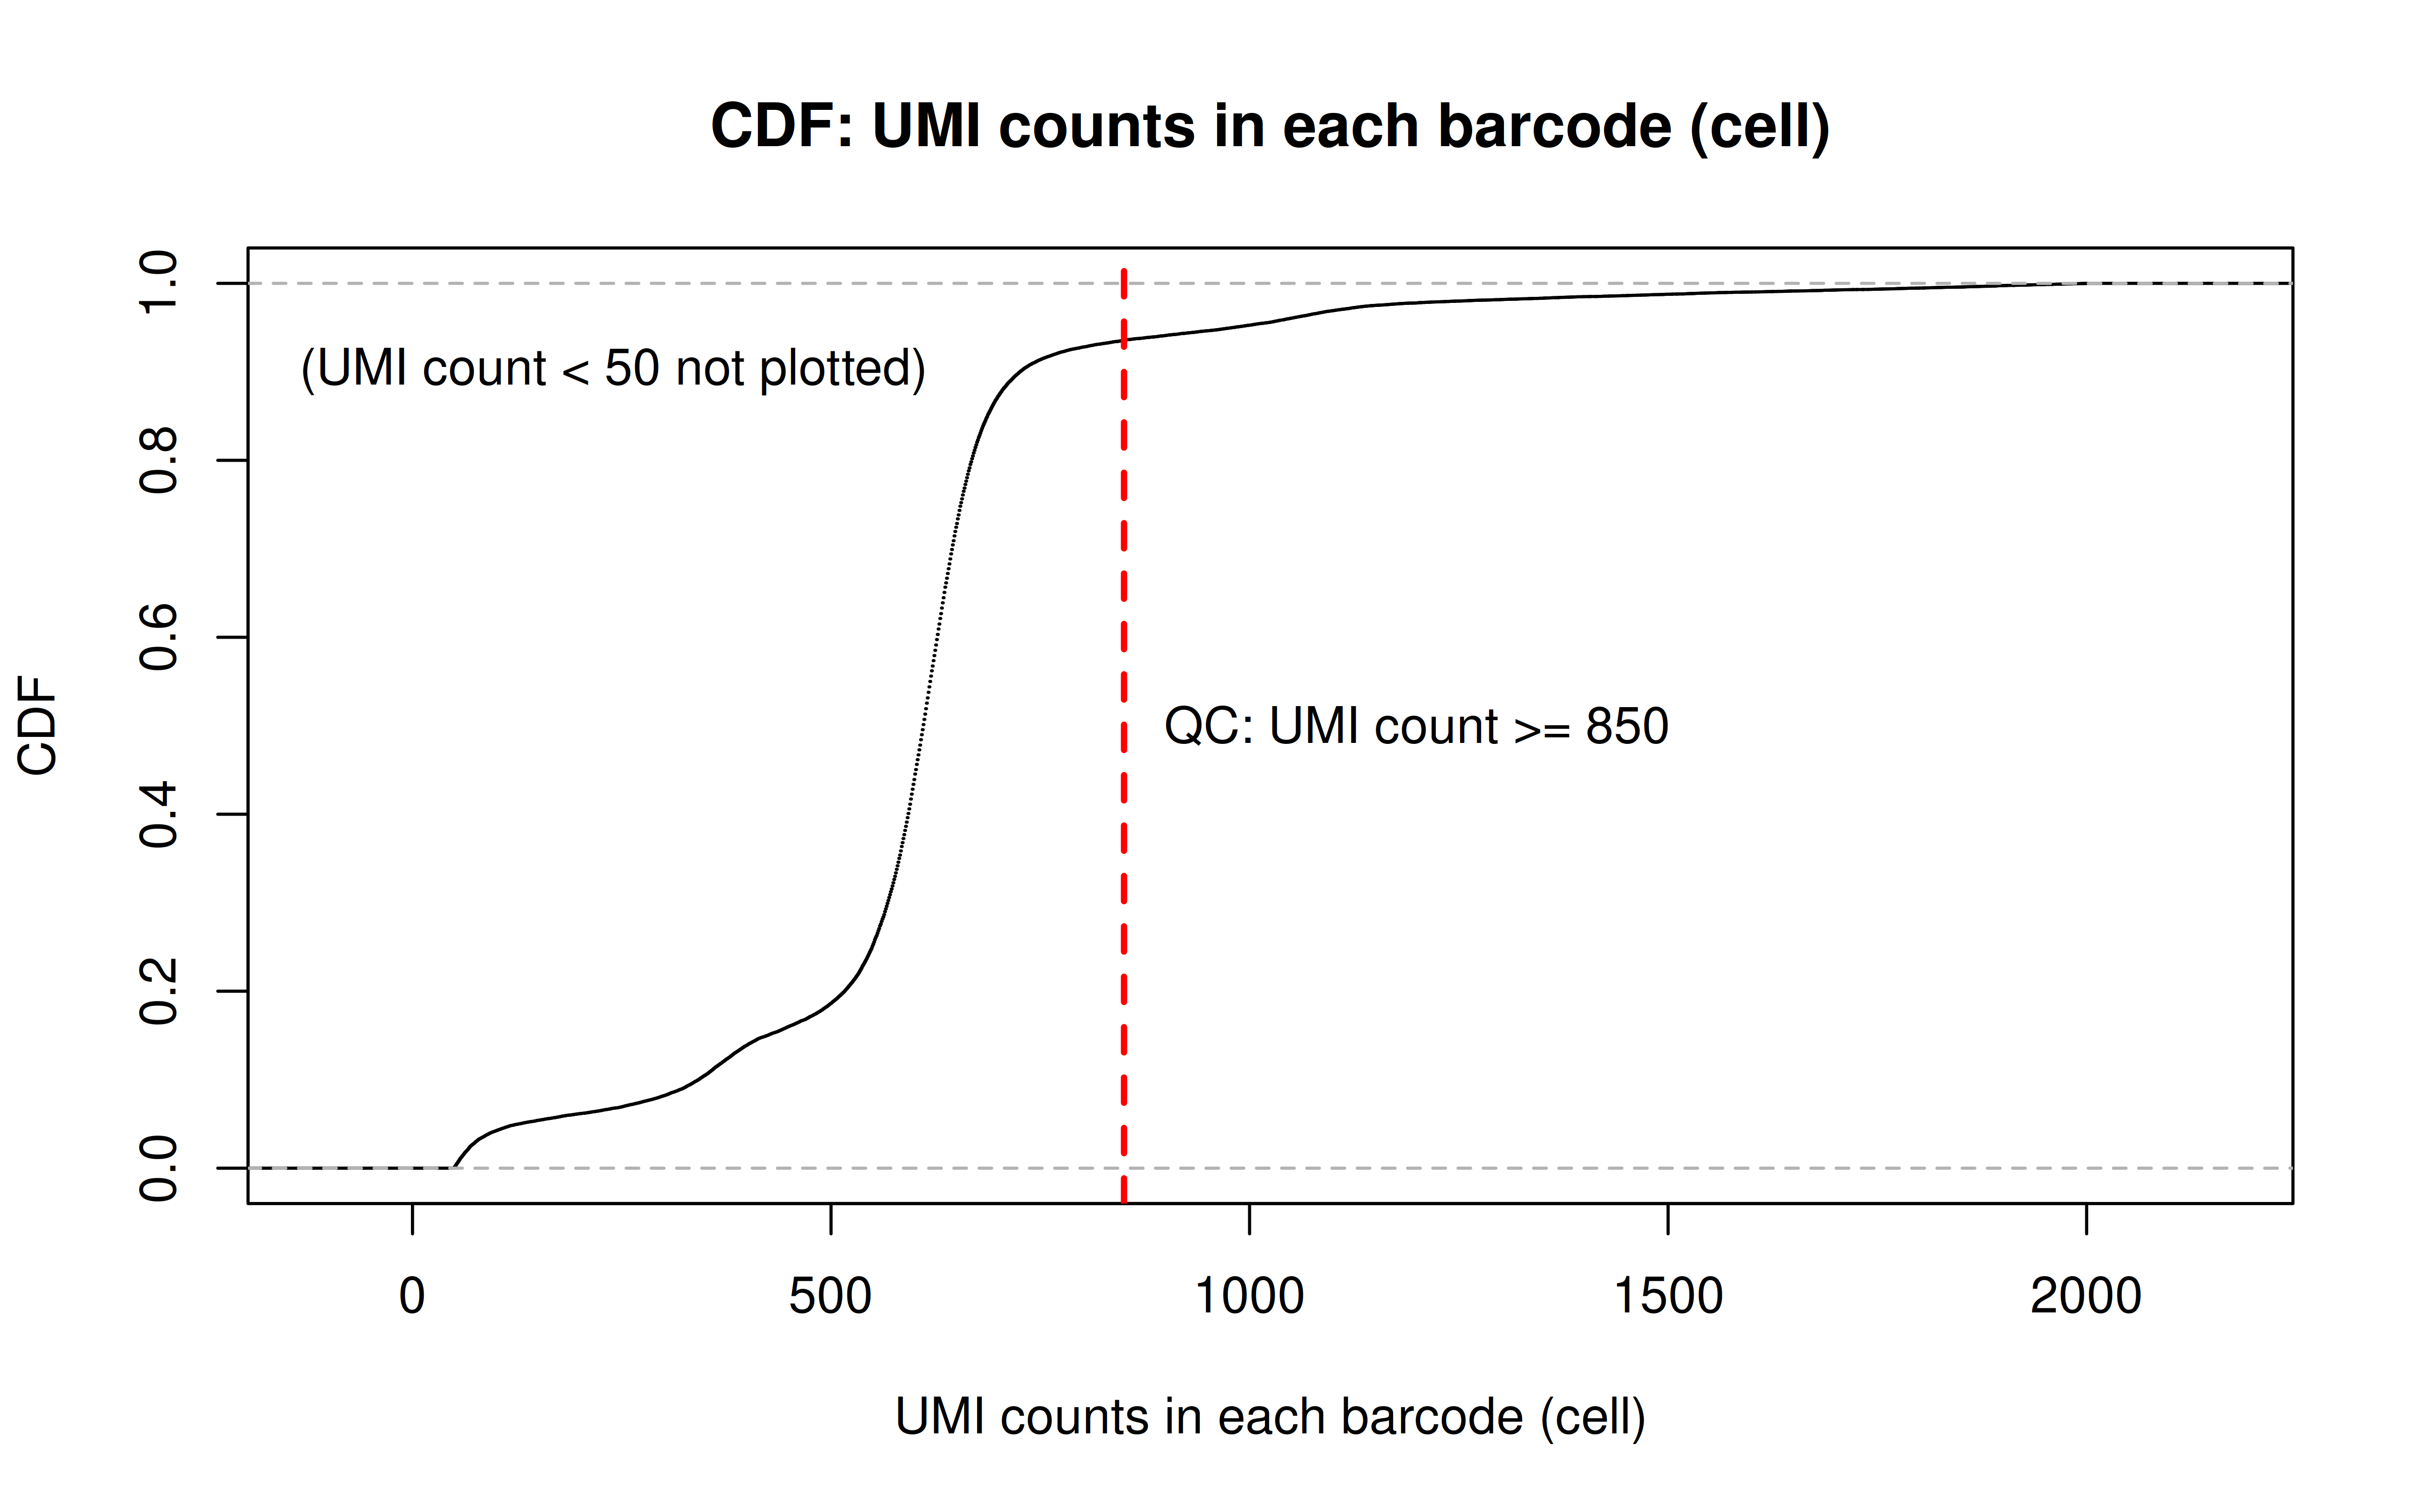 CDF: UMI counts in each barcode (cell)
1.0
0.8
0.6
0.4
0.2
0.0
CDF
(UMI count < 50 not plotted)
QC: UMI count >= 850
0 500 1000 1500 2000
UMI counts in each barcode (cell)